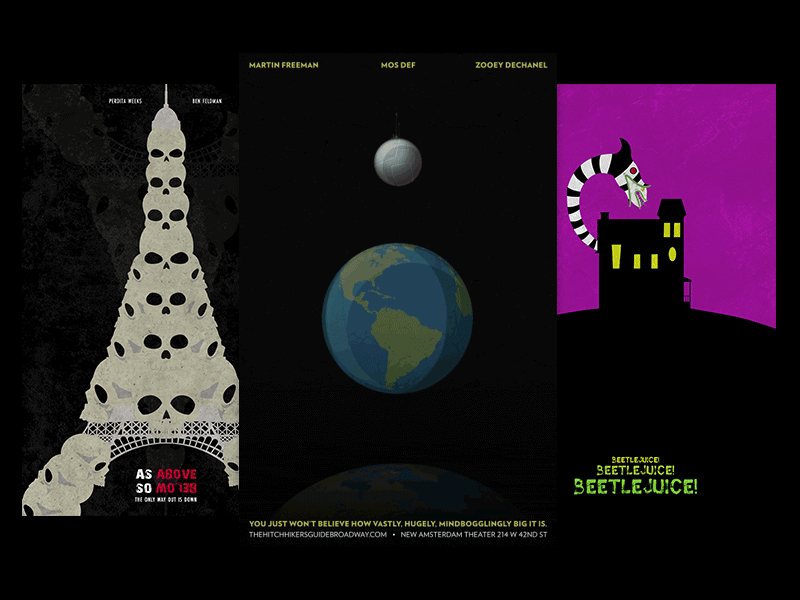 PERDITA WEEKS BEN FELDMAN
AS ABOVE
SO BELOW
THE ONLY WAY OUT IS DOWN
MARTIN FREEMAN MOS DEF ZOOEY DECHANEL
YOU JUST WON'T BELIEVE HOW VASTLY, HUGELY, MINDBOGGLINGLY BIG IT IS.
THEHITCHHIKERSGUIDEBROADWAY.COM • NEW AMSTERDAM THEATER 214 W 42ND ST
BEETLEJUICE!
BEETLEJUICE!
BEETLEJUICE!